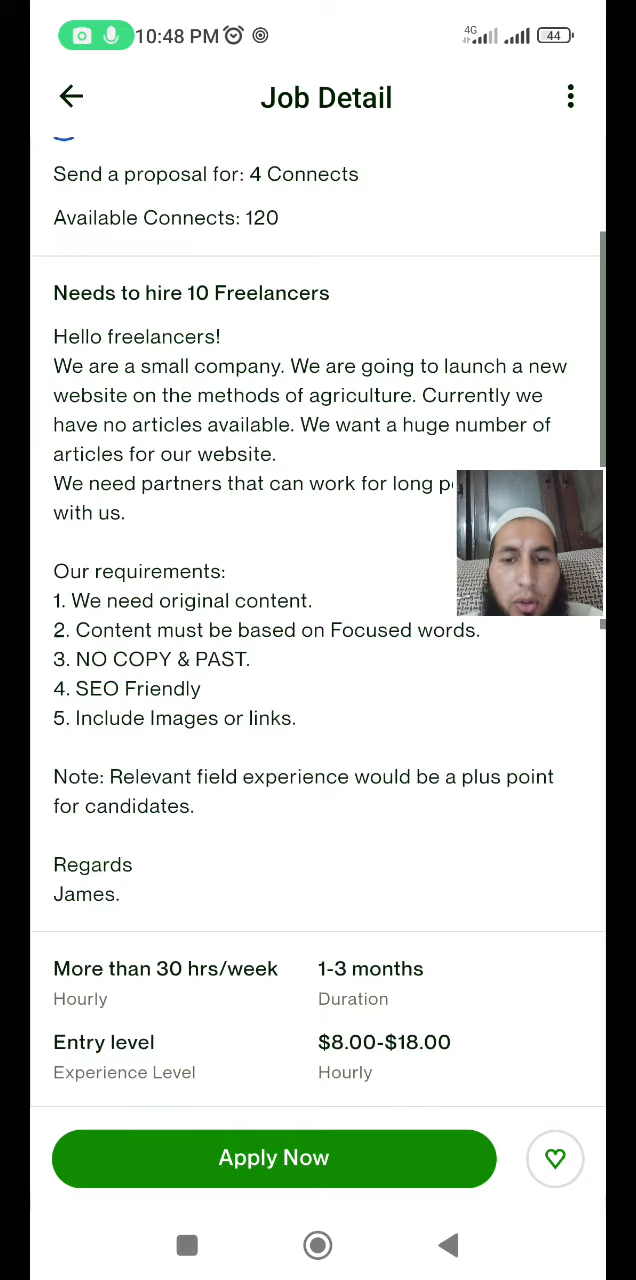 10:48 PM
4G
44
Job Detail
Send a proposal for: 4 Connects
Available Connects: 120
Needs to hire 10 Freelancers
Hello freelancers!
We are a small company. We are going to launch a new
website on the methods of agriculture. Currently we
have no articles available. We want a huge number of
articles for our website.
We need partners that can work for long
with us.
Our requirements:
1. We need original content.
2. Content must be based on Focused words.
3. NO COPY & PAST.
4. SEO Friendly
5. Include Images or links.
Note: Relevant field experience would be a plus point
for candidates.
Regards
James.
More than 30 hrs/week
1-3 months
Hourly
Duration
Entry level
$8.00-$18.00
Experience Level
Hourly
Apply Now